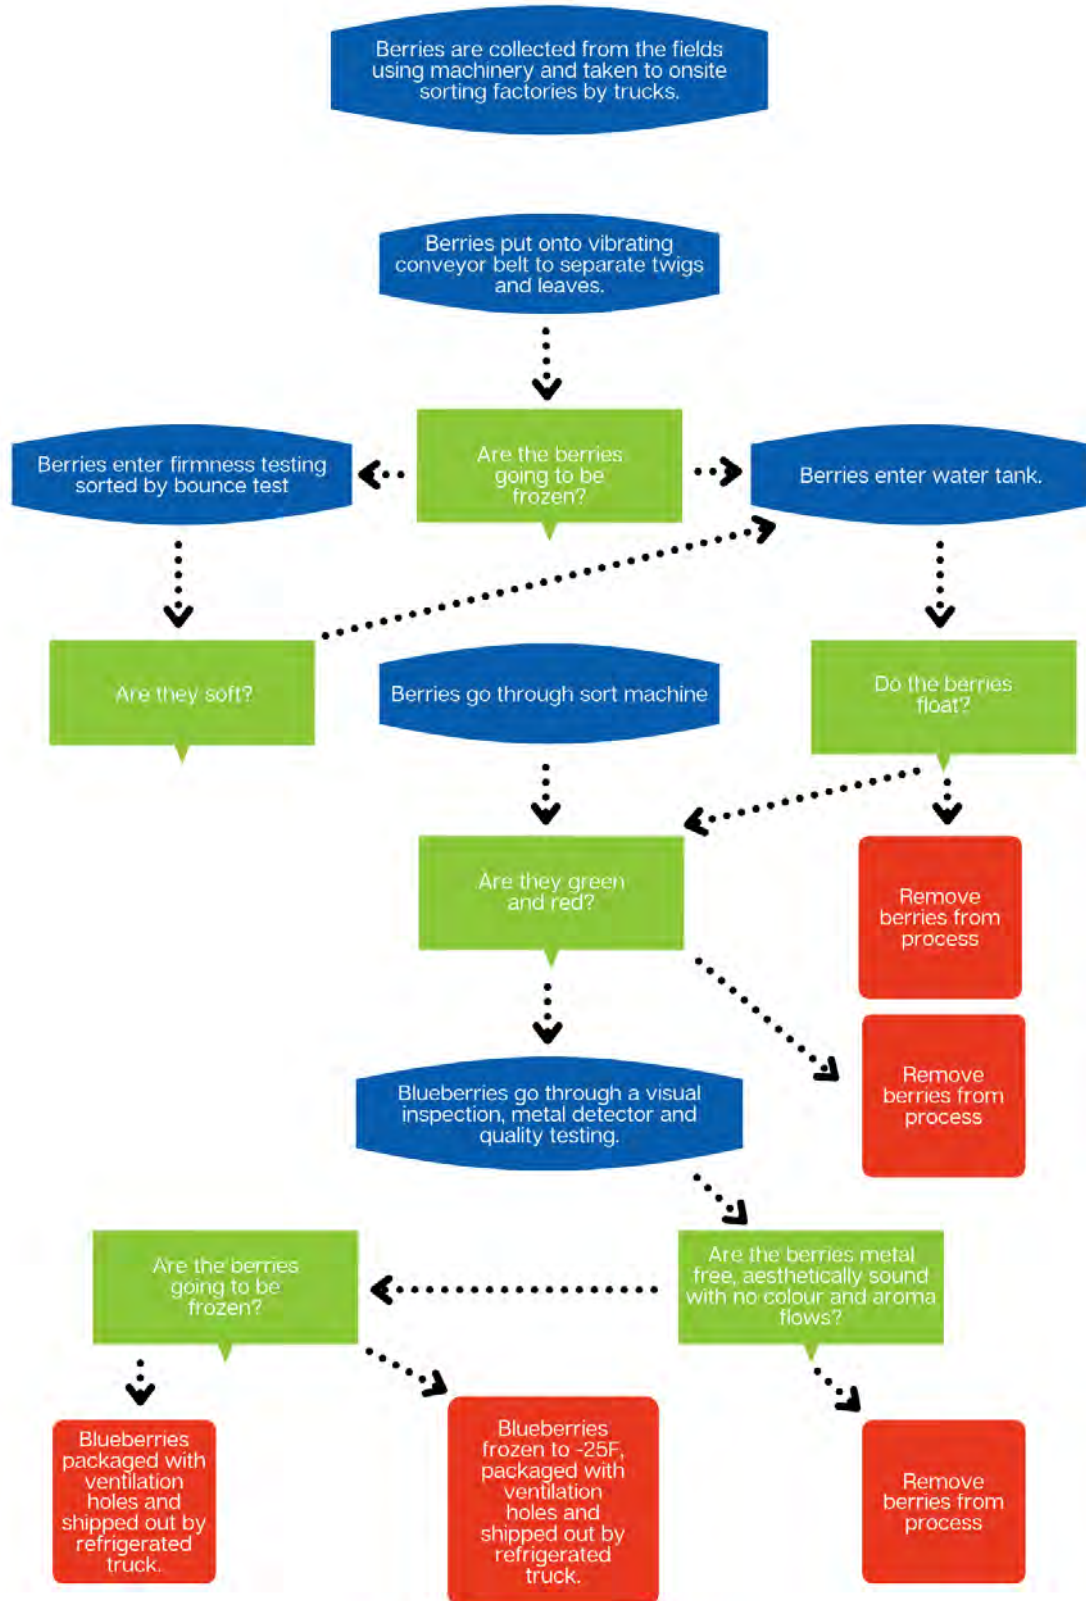 Berries are collected from the fields
using machinery and taken to onsite
sorting factories by trucks.
Berries put onto vibrating
conveyor belt to separate twigs
and leaves.
Berries enter firmness testing
sorted by bounce test
Are the berries
going to be
frozen?
Berries enter water tank.
Are they soft?
Berries go through sort machine
Do the berries
float?
Are they green
and red?
Remove
berries from
process
Remove
berries from
process
Blueberries go through a visual
inspection, metal detector and
quality testing.
Are the berries
going to be
frozen?
Are the berries metal
free, aesthetically sound
with no colour and aroma
flows?
Blueberries
packaged with
ventilation
holes and
shipped out by
refrigerated
truck.
Blueberries
frozen to -25F,
packaged with
ventilation
holes and
shipped out by
refrigerated
truck.
Remove
berries from
process